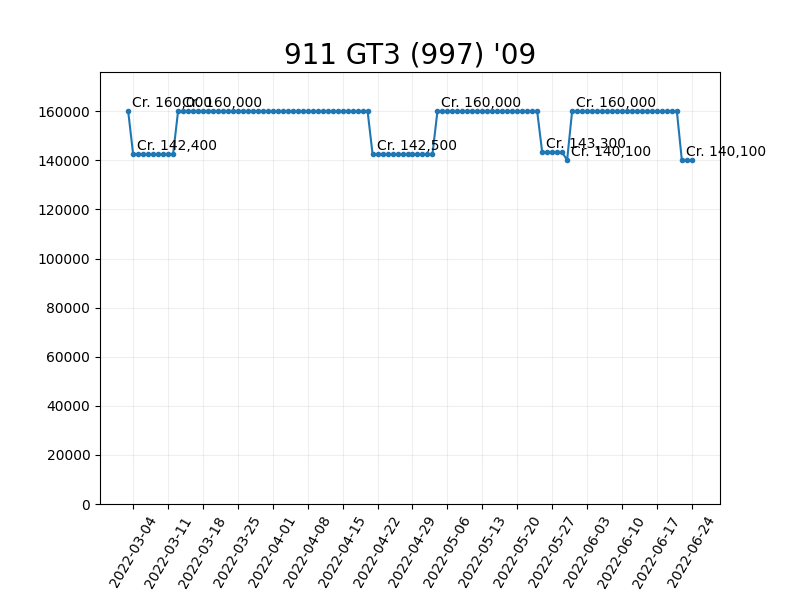 911 GT3 (997) '09
160000
140000
120000
100000
80000
60000
40000
20000
0
Cr. 160,000
Cr. 142,400
Cr. 160,000
Cr. 142,500
Cr. 160,000
Cr. 143,300
Cr. 140,100
Cr. 160,000
Cr. 140,100
2022-03-04
2022-03-11
2022-03-18
2022-03-25
2022-04-01
2022-04-08
2022-04-15
2022-04-22
2022-04-29
2022-05-06
2022-05-13
2022-05-20
2022-05-27
2022-06-03
2022-06-10
2022-06-17
2022-06-24